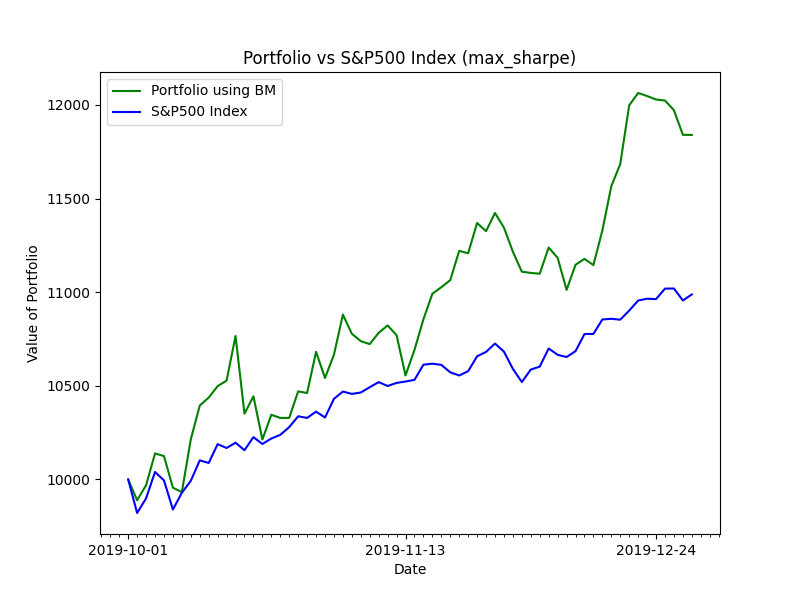 Portfolio vs S&P500 Index (max_sharpe)
Portfolio using BM
S&P500 Index
12000
11500
11000
10500
10000
Value of Portfolio
2019-10-01
2019-11-13
2019-12-24
Date